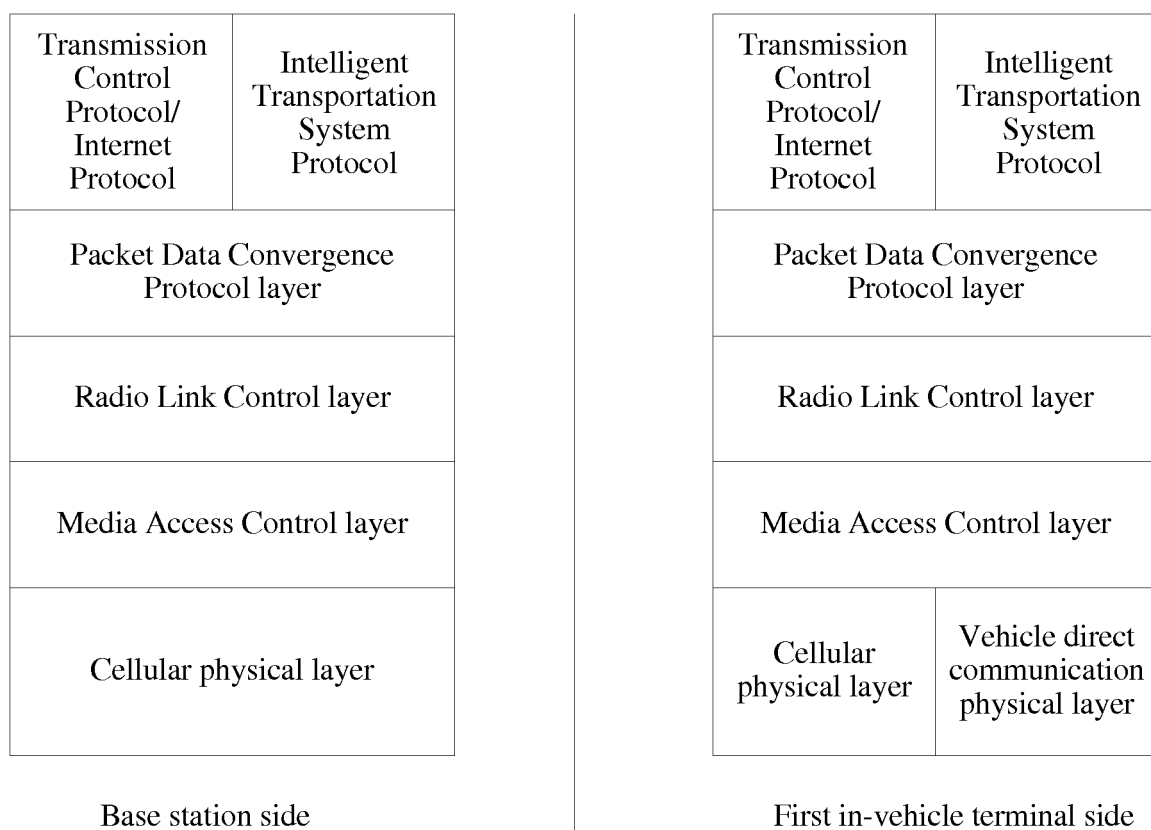 Transmission
Control
Protocol/
Internet
Protocol
Intelligent
Transportation
System
Protocol
Packet Data Convergence
Protocol layer
Radio Link Control layer
Media Access Control layer
Cellular physical layer
Base station side
Transmission
Control
Protocol/
Internet
Protocol
Intelligent
Transportation
System
Protocol
Packet Data Convergence
Protocol layer
Radio Link Control layer
Media Access Control layer
Cellular
physical layer
Vehicle direct
communication
physical layer
First in-vehicle terminal side